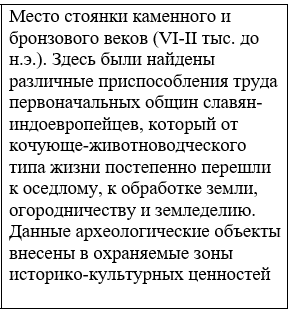 Место стоянки каменного и
бронзового веков (VI-II тыс. до
н.э.). Здесь были найдены
различные приспособления труда
первоначальных общин славян-
индоевропейцев, который от
кочующе-животноводческого
типа жизни постепенно перешли
к оседлому, к обработке земли,
огородничеству и земледелию.
Данные археологические объекты
внесены в охраняемые зоны
историко-культурных ценностей